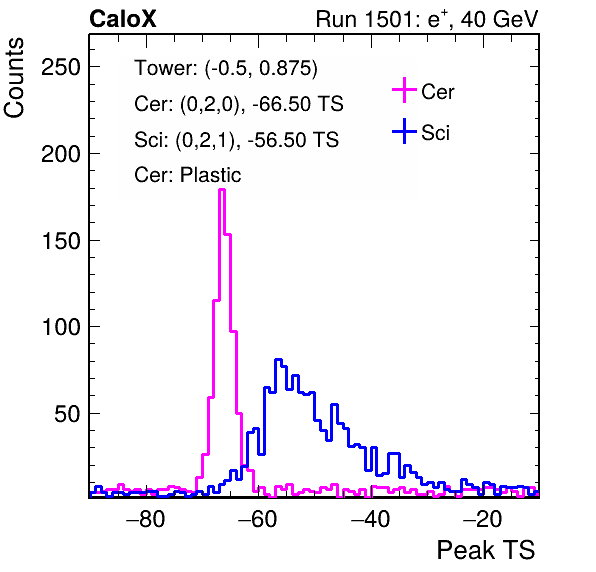 CaloX
Run 1501: e+, 40 GeV
Counts
Tower: (-0.5, 0.875)
Cer: (0,2,0), -66.50 TS
Sci: (0,2,1), -56.50 TS
Cer: Plastic
Cer
Sci
250
200
150
100
50
−80 −60 −40 −20
Peak TS